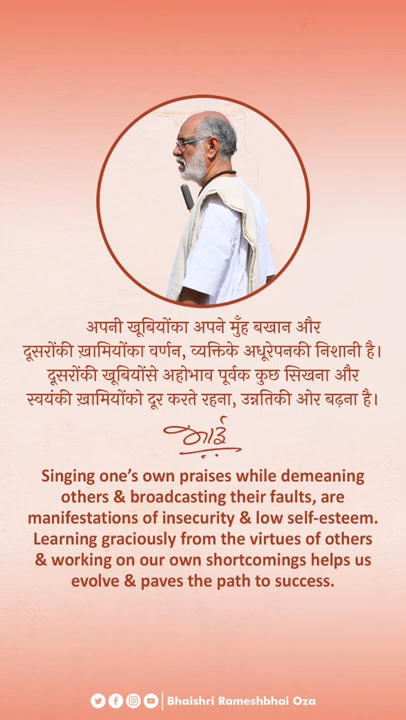 अपनी खूबियोंका अपने मुँह बखान और
दूसरोंकी ख़ामियोंका वर्णन, व्यक्तिके अधूरेपनकी निशानी है।
दूसरोंकी खूबियोंसे अहोभाव पूर्वक कुछ सिखना और
स्वयंकी ख़ामियोंको दूर करते रहना, उन्नतिकी ओर बढ़ना है।
भाई
Singing one’s own praises while demeaning
others & broadcasting their faults, are
manifestations of insecurity & low self-esteem.
Learning graciously from the virtues of others
& working on our own shortcomings helps us
evolve & paves the path to success.
Bhaishri Rameshbhai Oza